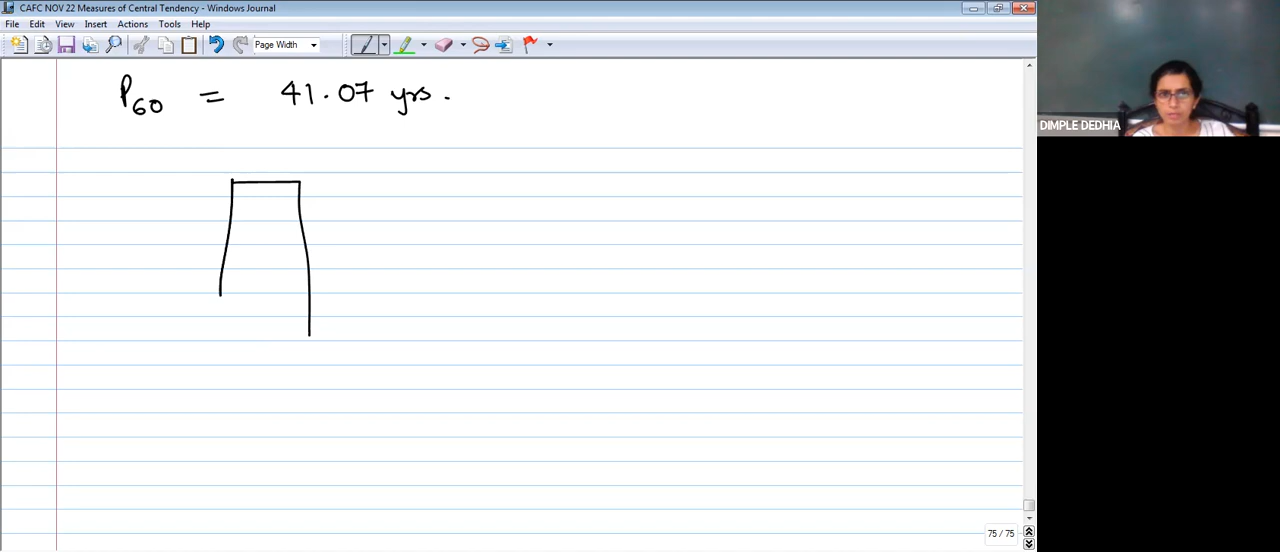 CAFC NOV 22 Measures of Central Tendency - Windows Journal
File Edit View Insert Actions Tools Help
Page Width
P60 = 41.07 yrs.
DIMPLE DEDHIA
75 / 75